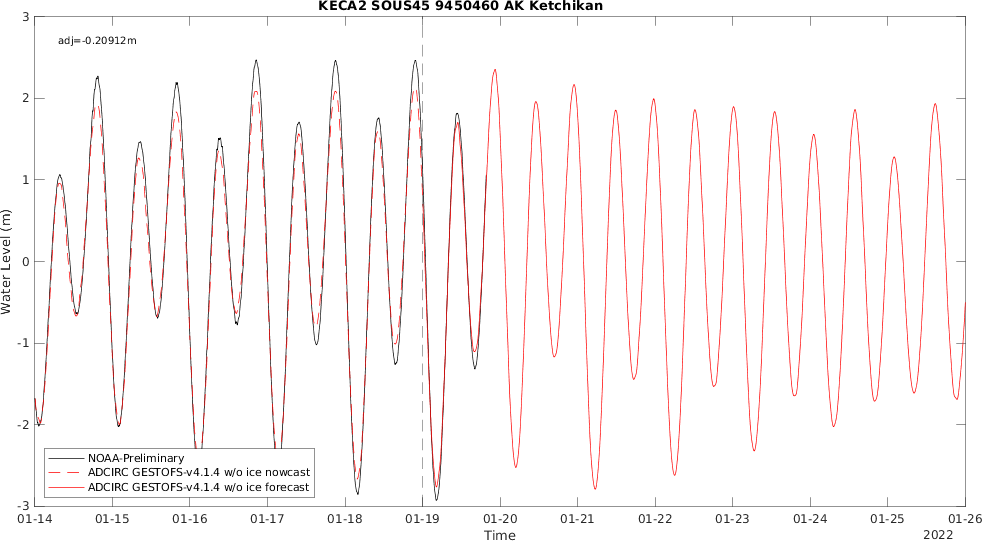 KECA2 SOUS45 9450460 AK Ketchikan
adj=-0.20912m
3
2
1
0
-1
-2
-3
Water Level (m)
NOAA-Preliminary
ADCIRC GESTOFS-v4.1.4 w/o ice nowcast
ADCIRC GESTOFS-v4.1.4 w/o ice forecast
01-14 01-15 01-16 01-17 01-18 01-19 01-20 01-21 01-22 01-23 01-24 01-25 01-26
Time
2022